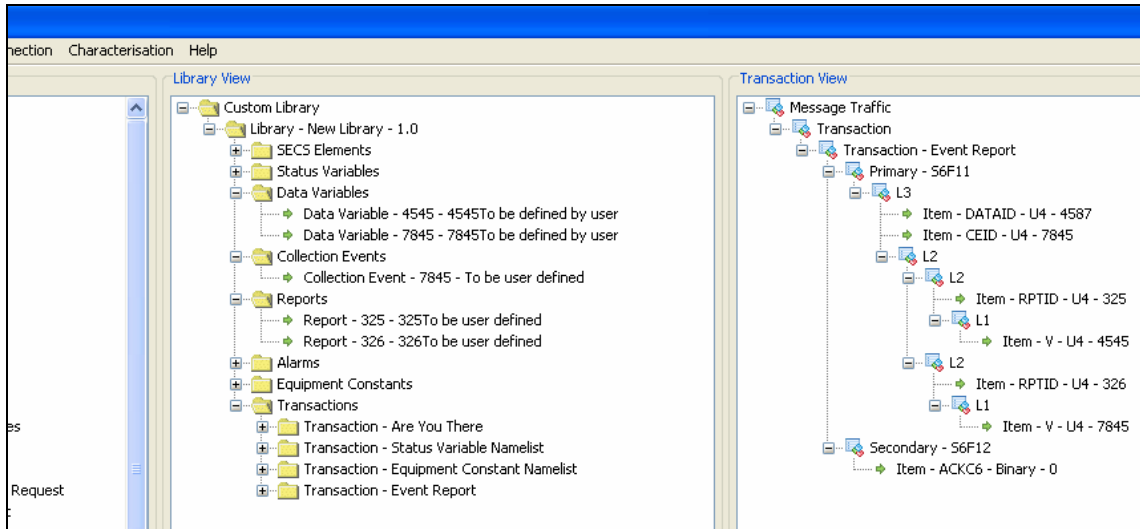 Characterisation Help
Library View
Custom Library
Library - New Library - 1.0
SECS Elements
Status Variables
Data Variables
Data Variable - 4545 - 4545To be defined by user
Data Variable - 7845 - 7845To be defined by user
Collection Events
Collection Event - 7845 - To be user defined
Reports
Report - 325 - 325To be user defined
Report - 326 - 326To be user defined
Alarms
Equipment Constants
Transactions
Transaction - Are You There
Transaction - Status Variable Namelist
Transaction - Equipment Constant Namelist
Transaction - Event Report
Transaction View
Message Traffic
Transaction
Transaction - Event Report
Primary - S6F11
L3
Item - DATAID - U4 - 4587
Item - CEID - U4 - 7845
L2
L2
Item - RPTID - U4 - 325
L1
Item - V - U4 - 4545
L2
Item - RPTID - U4 - 326
L1
Item - V - U4 - 7845
Secondary - S6F12
Item - ACKC6 - Binary - 0
es
Request